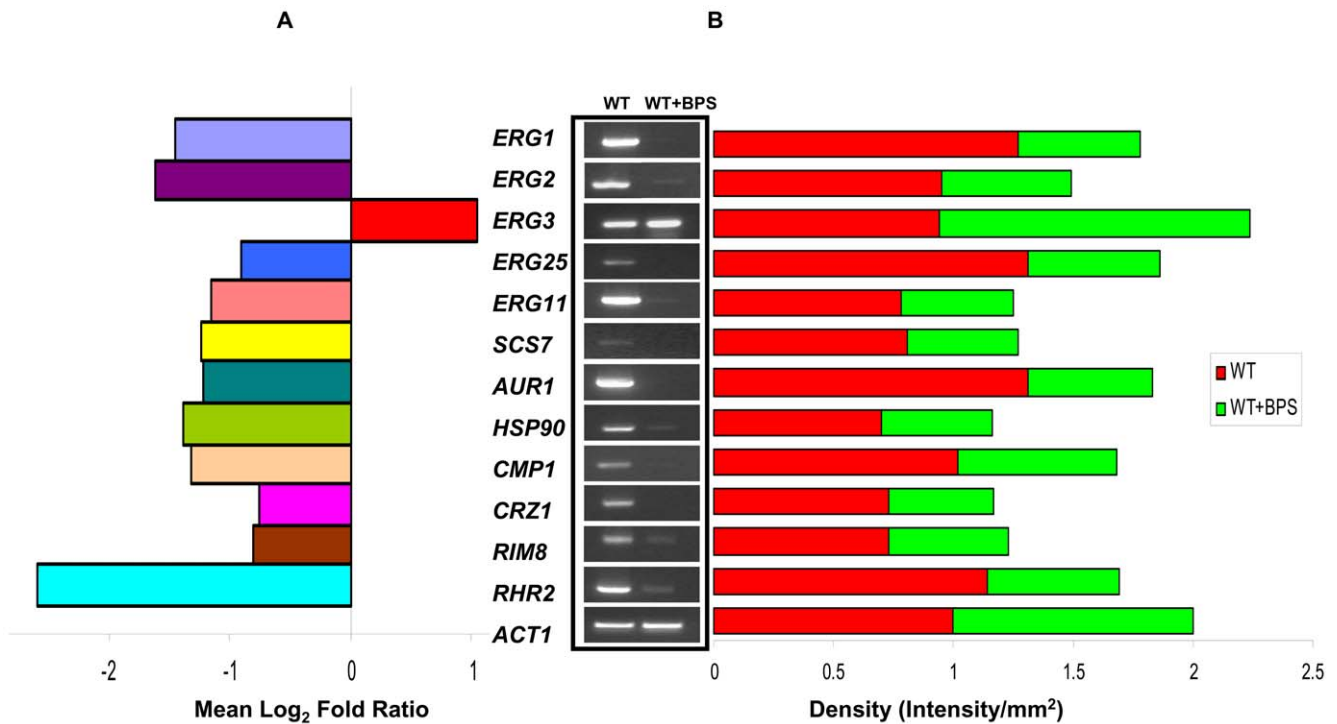 A
B
WT WT+BPS
ERG1
ERG2
ERG3
ERG25
ERG11
SCS7
AUR1
HSP90
CMP1
CRZ1
RIM8
RHR2
ACT1
WT
WT+BPS
-2 -1 0 1
0 0.5 1 1.5 2 2.5
Mean Log₂ Fold Ratio
Density (Intensity/mm²)